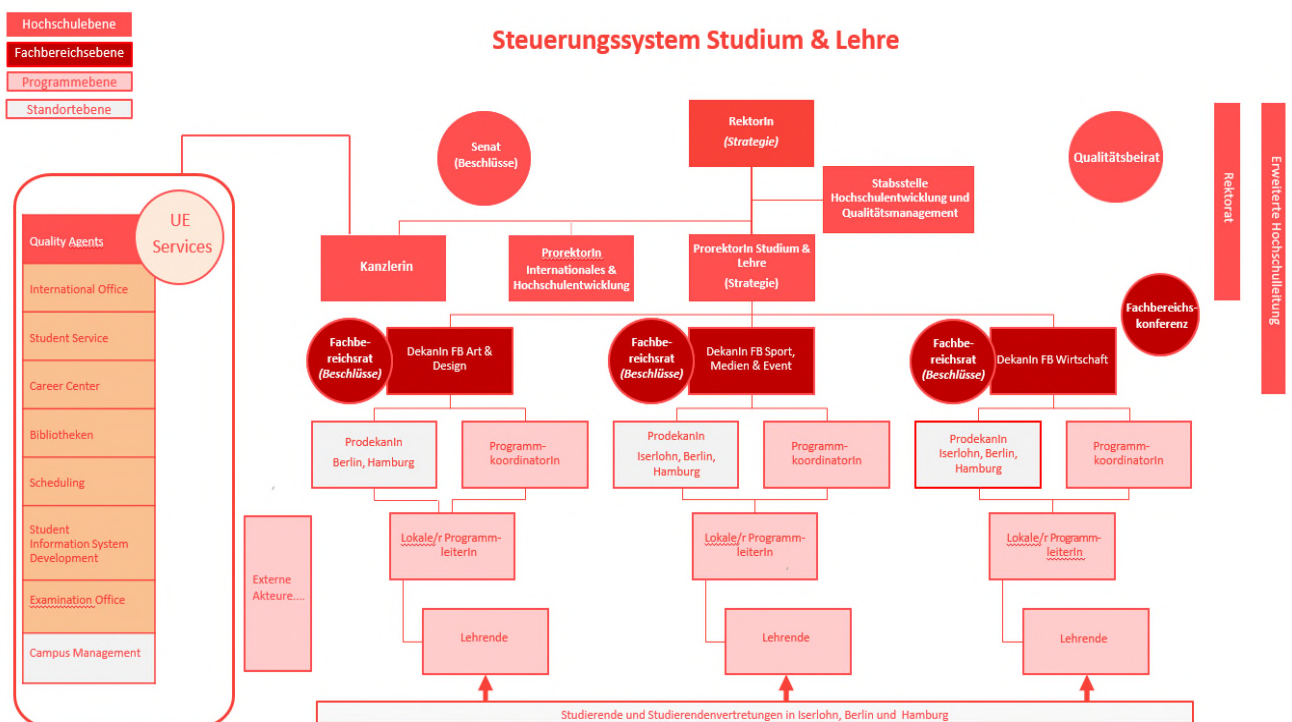 Hochschulebene
Fachbereichsebene
Programmebene
Standortebene
Steuerungssystem Studium & Lehre
RektorIn
(Strategie)
Senat
(Beschlüsse)
Qualitätsbeirat
Rektorat
Erweiterte Hochschulleitung
Stabsstelle
Hochschulentwicklung und
Qualitätsmanagement
UE
Services
Quality Agents
International Office
Student Service
Career Center
Bibliotheken
Scheduling
Student
Information System
Development
Examination Office
Campus Management
Kanzlerin
ProrektorIn
Internationales &
Hochschulentwicklung
ProrektorIn Studium &
Lehre
(Strategie)
Fachbereichs-
konferenz
Fachbe-
reichsrat
(Beschlüsse)
DekanIn FB Art &
Design
Fachbe-
reichsrat
(Beschlüsse)
DekanIn FB Sport,
Medien & Event
Fachbe-
reichsrat
(Beschlüsse)
DekanIn FB Wirtschaft
ProdekanIn
Berlin, Hamburg
Programm-
koordinatorIn
ProdekanIn
Iserlohn, Berlin,
Hamburg
Programm-
koordinatorIn
ProdekanIn
Iserlohn, Berlin,
Hamburg
Programm-
koordinatorIn
Lokale/r Programm-
leiterIn
Lokale/r Programm-
leiterIn
Lokale/r Programm-
leiterIn
Externe
Akteure....
Lehrende
Lehrende
Lehrende
Studierende und Studierendenvertretungen in Iserlohn, Berlin und Hamburg